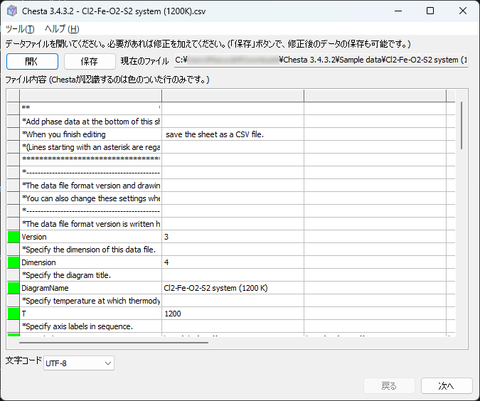 Chesta 3.4.3.2 - Cl2-Fe-O2-S2 system (1200K).csv
ツール(T) ヘルプ(H)
データファイルを開いてください。必要があれば修正を加えてください。(「保存」ボタンで、修正後のデータの保存も可能です。)
開く 保存 現在のファイル C:¥ ¥Chesta 3.4.3.2¥Sample data¥Cl2-Fe-O2-S2 system (1
ファイル内容 (Chestaが認識するのは色のついた行のみです。)
**
*Add phase data at the bottom of this sh
*When you finish editing save the sheet as a CSV file.
*(Lines starting with an asterisk are rega
*The data file format version and drawin
*You can also change these settings whe
*The data file format version is written h
Version 3
*Specify the dimension of this data file.
Dimension 4
*Specify the diagram title.
DiagramName Cl2-Fe-O2-S2 system (1200 K)
*Specify temperature at which thermody
T 1200
*Specify axis labels in sequence.
文字コード UTF-8
戻る 次へ